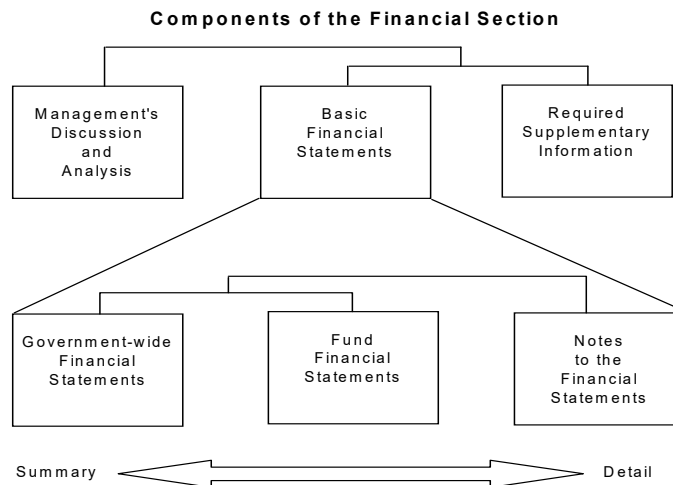 Components of the Financial Section
Management's
Discussion
and
Analysis
Basic
Financial
Statements
Required
Supplementary
Information
Government-wide
Financial
Statements
Fund
Financial
Statements
Notes
to the
Financial
Statements
Summary
Detail